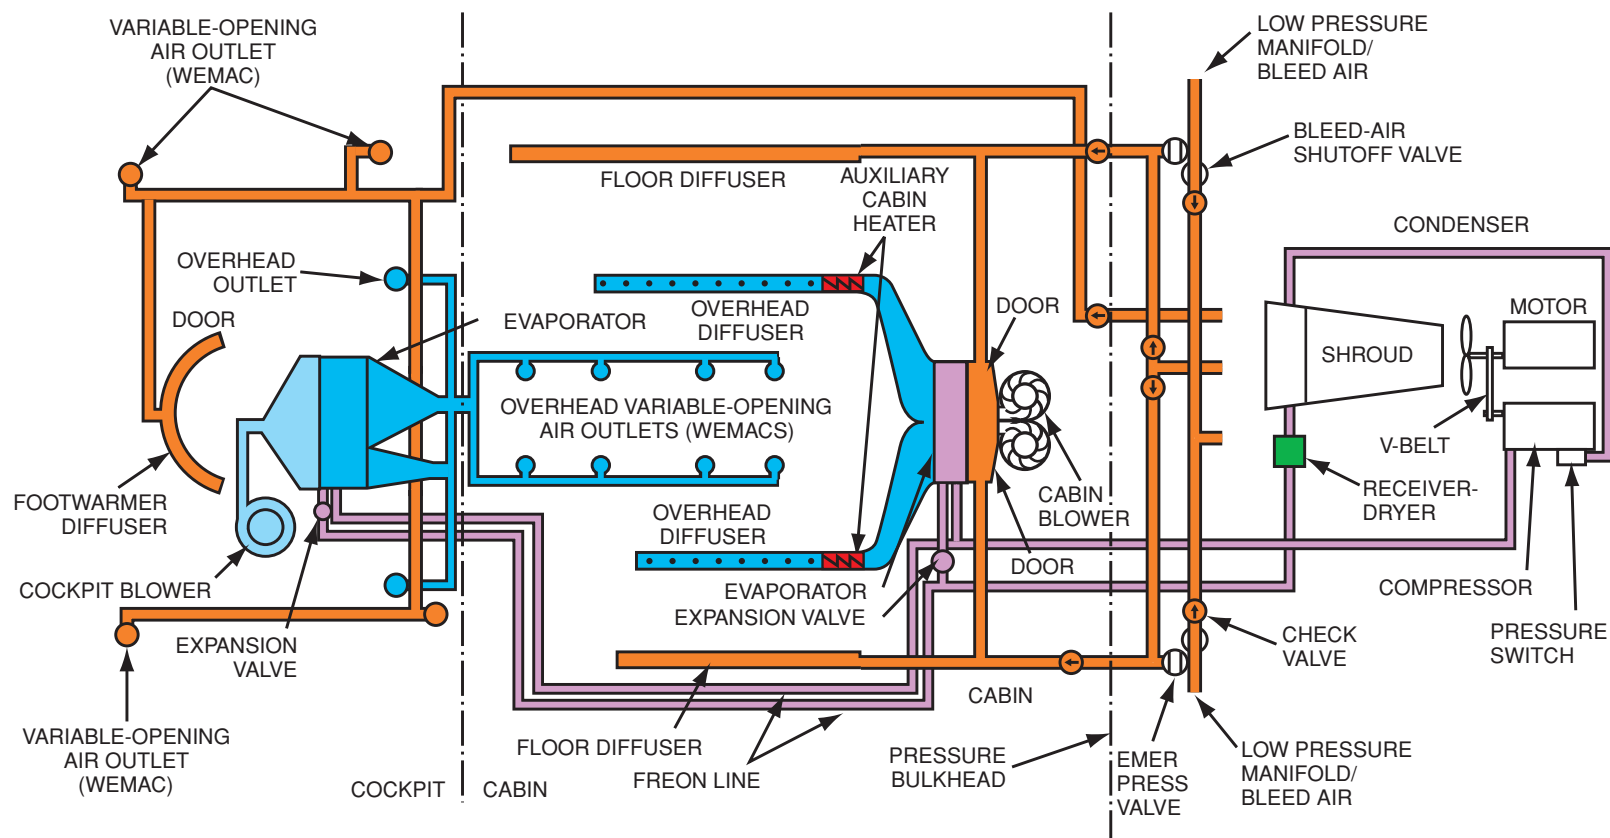 VARIABLE-OPENING
AIR OUTLET
(WEMAC)
LOW PRESSURE
MANIFOLD/
BLEED AIR
BLEED-AIR
SHUTOFF VALVE
FLOOR DIFFUSER
AUXILIARY
CABIN
HEATER
CONDENSER
OVERHEAD
OUTLET
DOOR
EVAPORATOR
OVERHEAD
DIFFUSER
DOOR
MOTOR
SHROUD
OVERHEAD VARIABLE-OPENING
AIR OUTLETS (WEMACS)
V-BELT
FOOTWARMER
DIFFUSER
CABIN
BLOWER
RECEIVER-
DRYER
OVERHEAD
DIFFUSER
COCKPIT BLOWER
EVAPORATOR
DOOR
COMPRESSOR
EXPANSION VALVE
EXPANSION
VALVE
CHECK
VALVE
PRESSURE
SWITCH
CABIN
VARIABLE-OPENING
AIR OUTLET
(WEMAC)
FLOOR DIFFUSER
FREON LINE
PRESSURE
BULKHEAD
EMER
PRESS
VALVE
LOW PRESSURE
MANIFOLD/
BLEED AIR
COCKPIT
CABIN